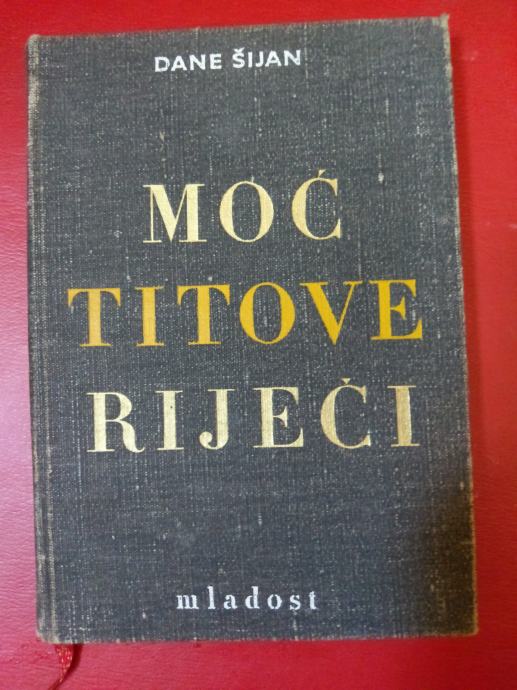 DANE ŠIJAN
MOĆ
TITOVE
RIJEČI
mladost